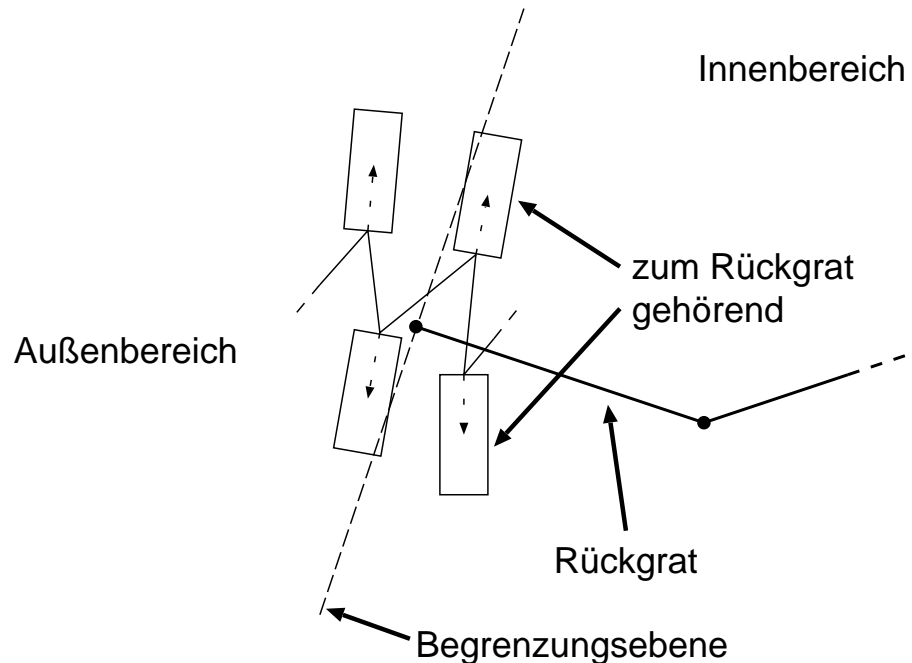 Innenbereich
zum Rückgrat
gehörend
Außenbereich
Rückgrat
Begrenzungsebene